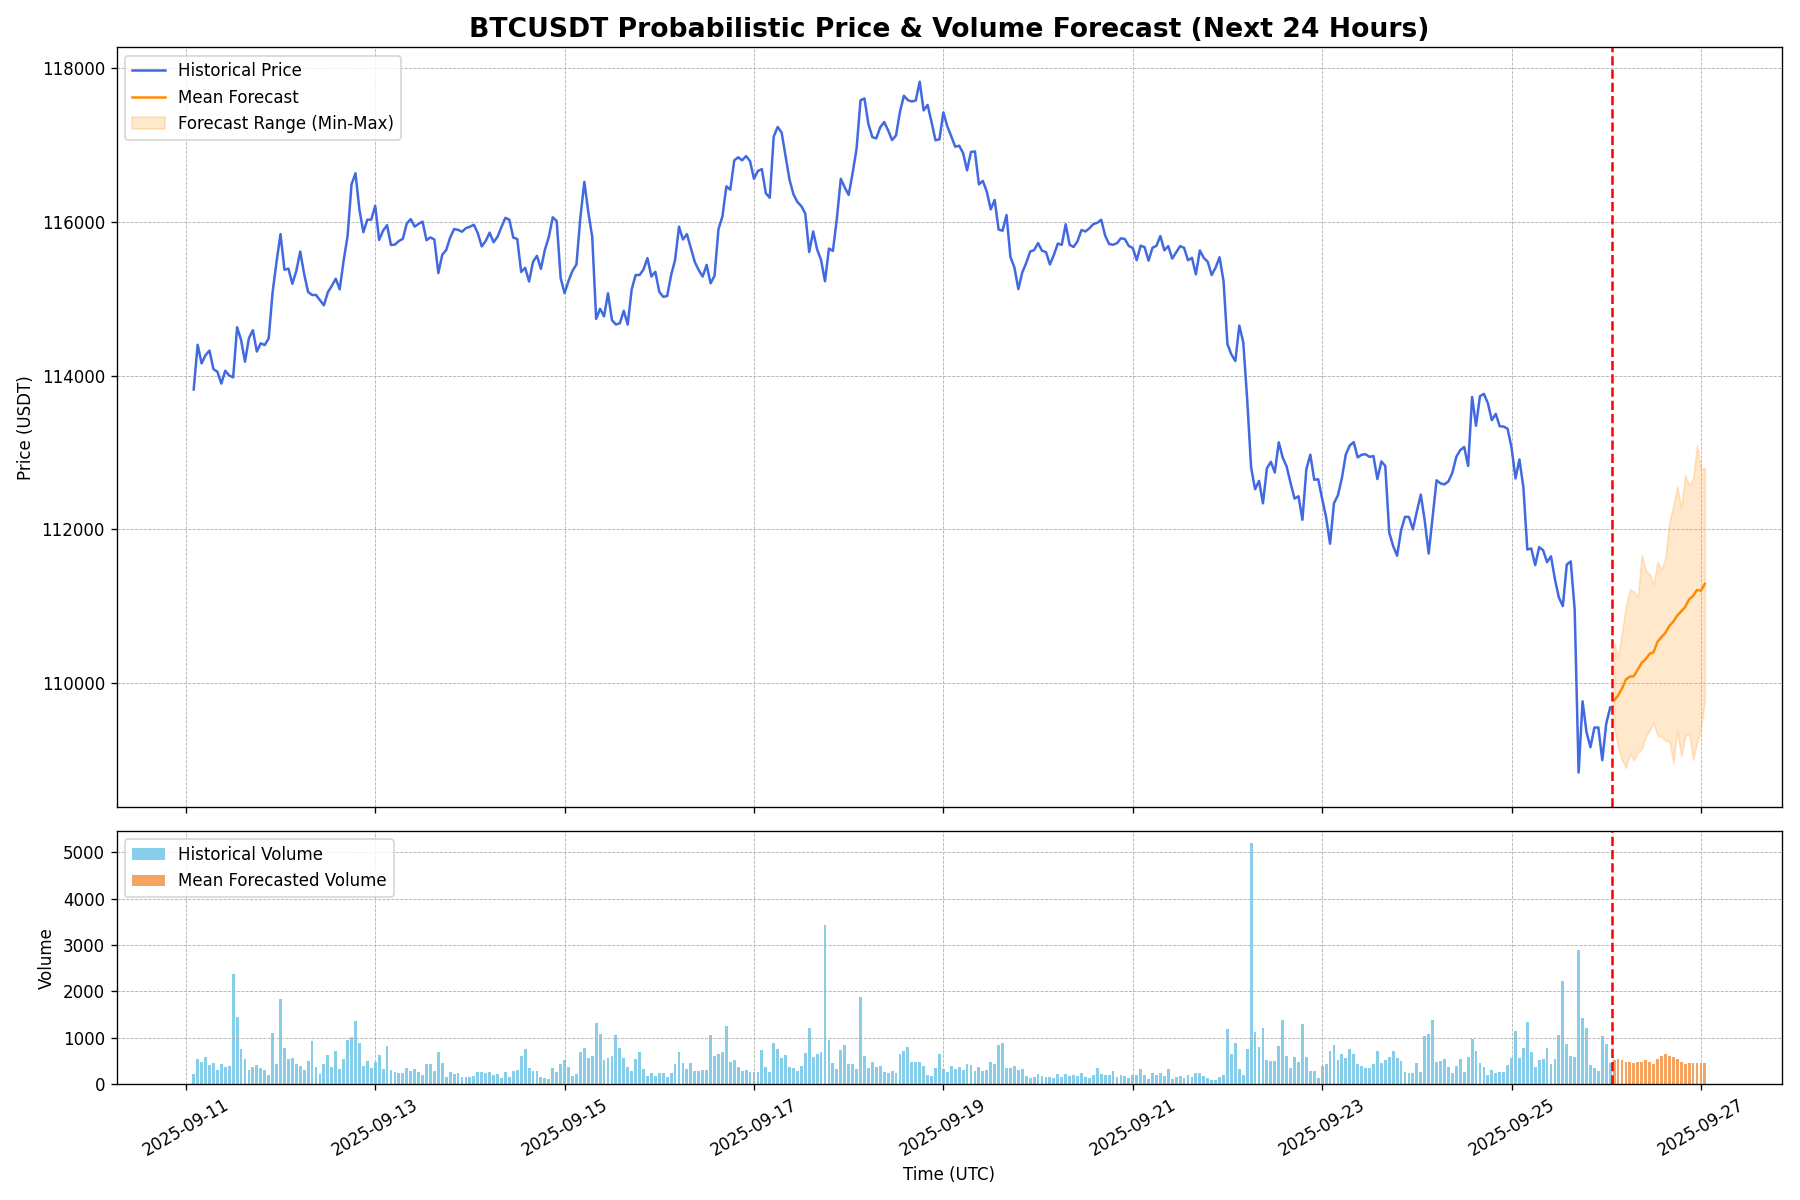 BTCUSDT Probabilistic Price & Volume Forecast (Next 24 Hours)
Historical Price
Mean Forecast
Forecast Range (Min-Max)
Price (USDT)
118000
116000
114000
112000
110000
Historical Volume
Mean Forecasted Volume
Volume
5000
4000
3000
2000
1000
0
2025-09-11
2025-09-13
2025-09-15
2025-09-17
2025-09-19
2025-09-21
2025-09-23
2025-09-25
2025-09-27
Time (UTC)